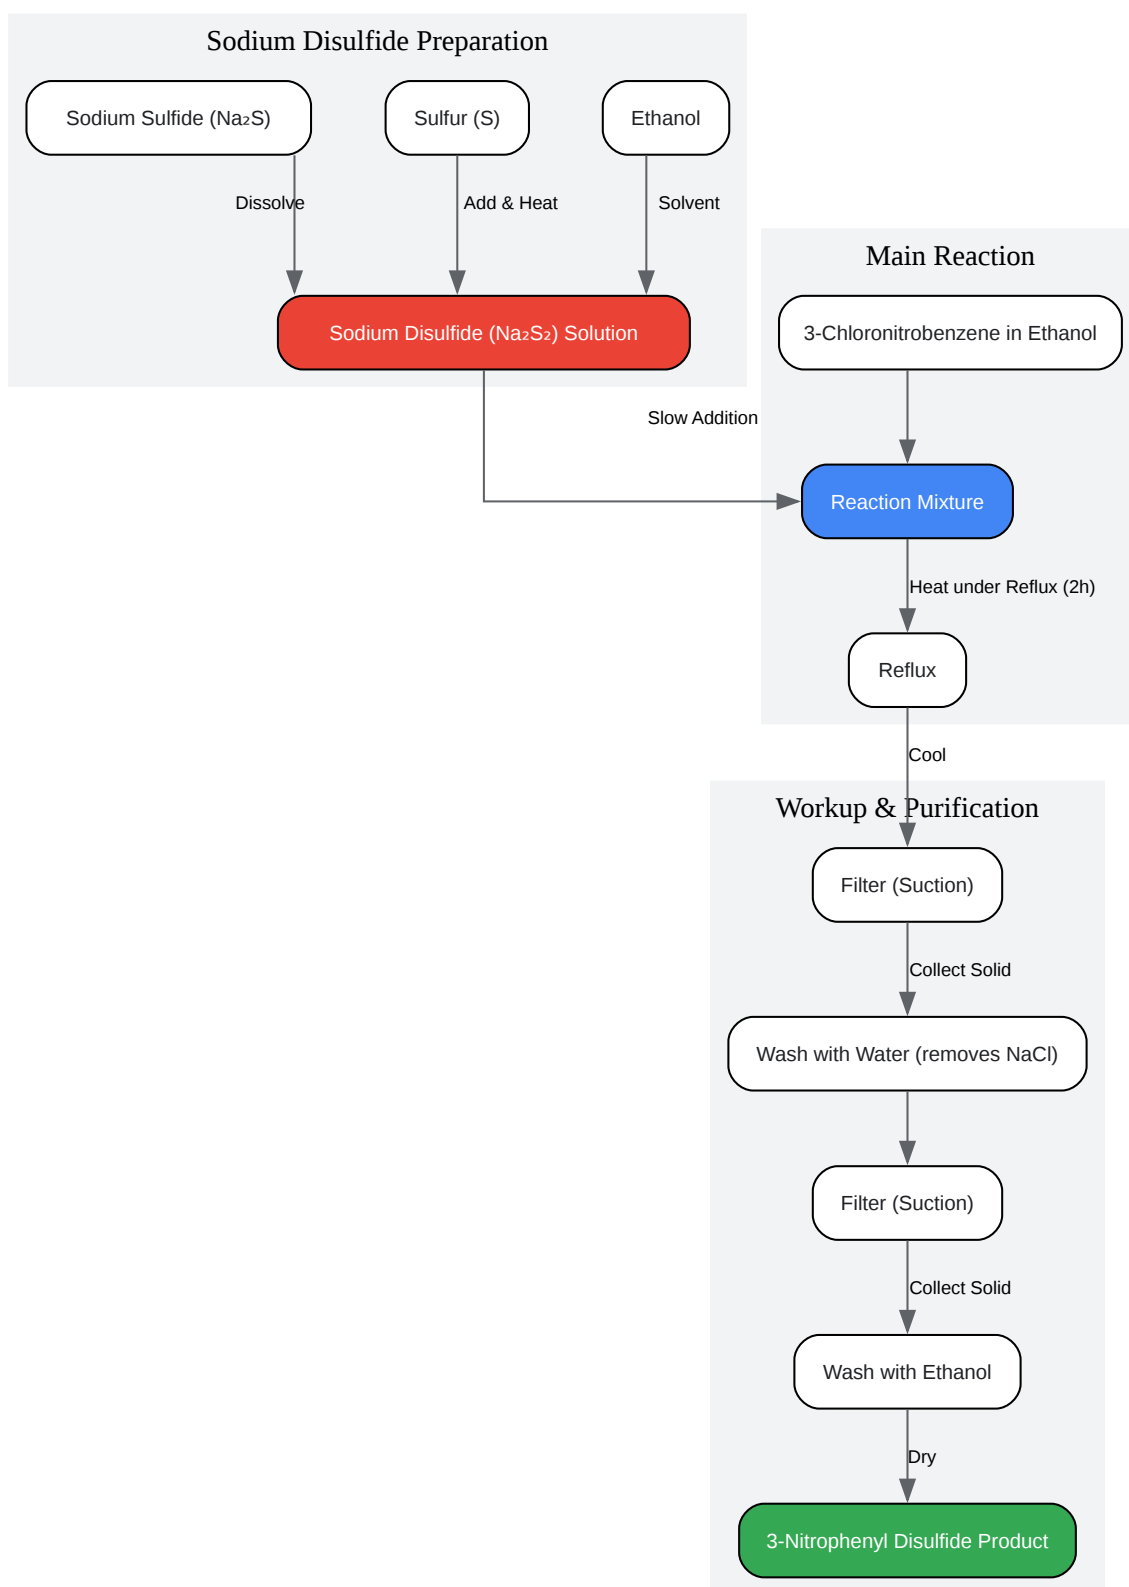 Sodium Disulfide Preparation
Sodium Sulfide (Na₂S)
Sulfur (S)
Ethanol
Dissolve
Add & Heat
Solvent
Sodium Disulfide (Na₂S₂) Solution
Main Reaction
3-Chloronitrobenzene in Ethanol
Slow Addition
Reaction Mixture
Heat under Reflux (2h)
Reflux
Cool
Workup & Purification
Filter (Suction)
Collect Solid
Wash with Water (removes NaCl)
Filter (Suction)
Collect Solid
Wash with Ethanol
Dry
3-Nitrophenyl Disulfide Product